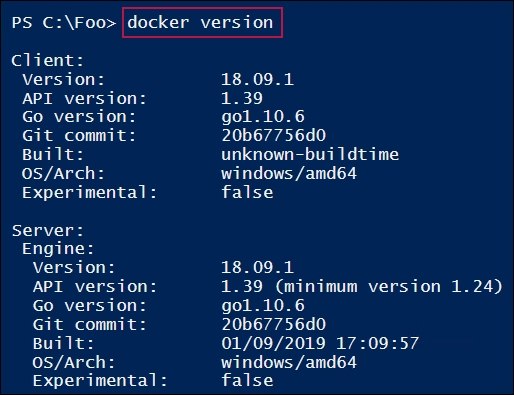 PS C:\Foo> docker version
Client:
Version: 18.09.1
API version: 1.39
Go version: go1.10.6
Git commit: 20b67756d0
Built: unknown-buildtime
OS/Arch: windows/amd64
Experimental: false
Server:
Engine:
Version: 18.09.1
API version: 1.39 (minimum version 1.24)
Go version: go1.10.6
Git commit: 20b67756d0
Built: 01/09/2019 17:09:57
OS/Arch: windows/amd64
Experimental: false